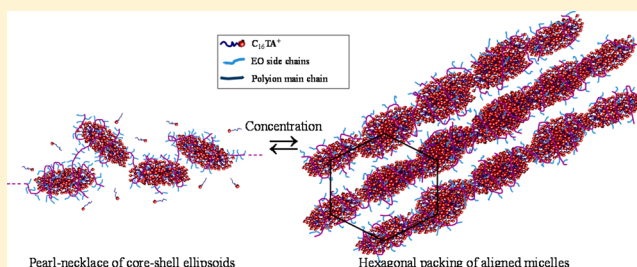 C₁₆TA⁺
EO side chains
Polyion main chain
Concentration
Pearl-necklace of core-shell ellipsoids
Hexagonal packing of aligned micelles